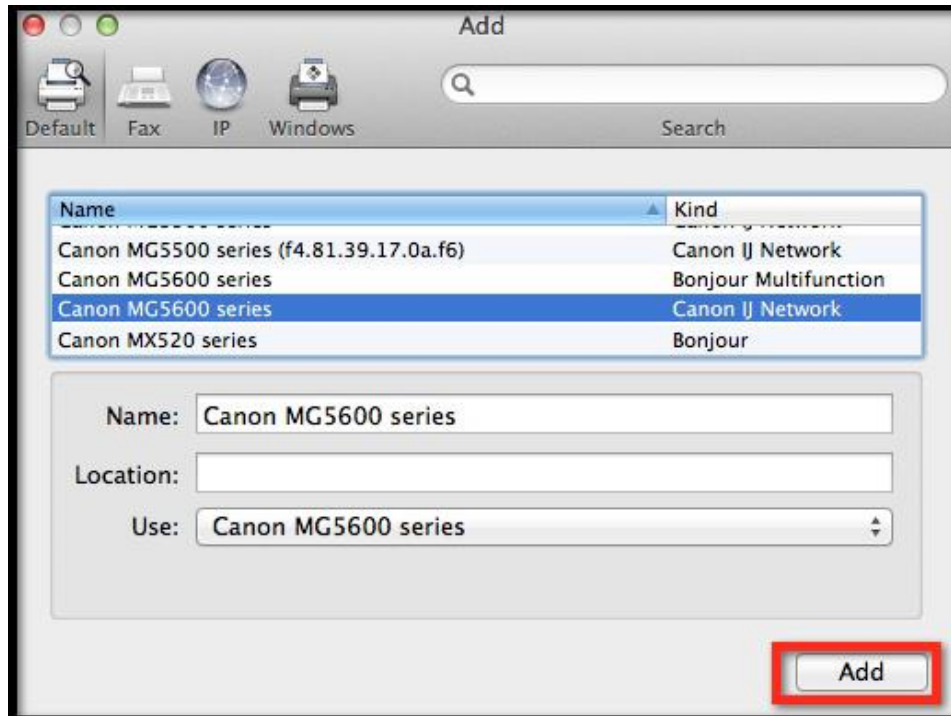 Add
Default Fax IP Windows Search
Name Kind
Canon MG5500 series (f4.81.39.17.0a.f6) Canon IJ Network
Canon MG5600 series Bonjour Multifunction
Canon MG5600 series Canon IJ Network
Canon MX520 series Bonjour
Name: Canon MG5600 series
Location:
Use: Canon MG5600 series
Add